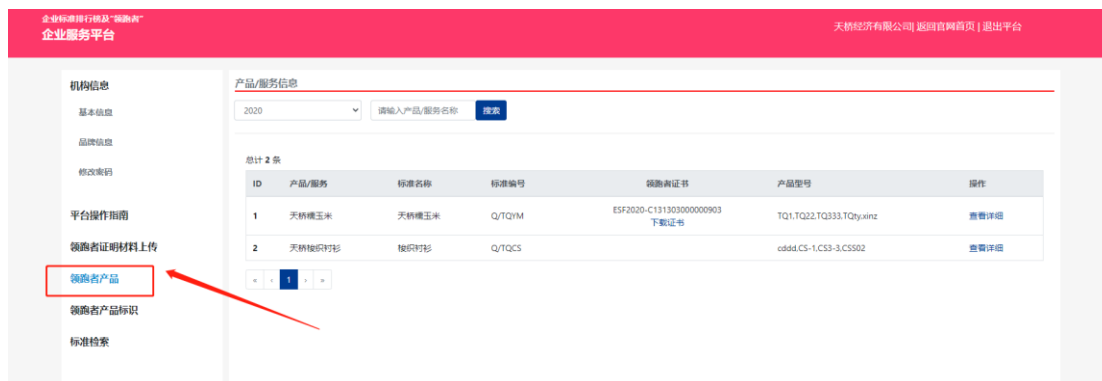 企业标准排行榜及“领跑者”
企业服务平台
天桥经济有限公司| 返回官网首页 | 退出平台
机构信息
基本信息
品牌信息
修改密码
平台操作指南
领跑者证明材料上传
领跑者产品
领跑者产品标识
标准检索
产品/服务信息
2020 请输入产品/服务名称 搜索
总计 2 条
ID 产品/服务 标准名称 标准编号 领跑者证书 产品型号 操作
1 天桥糯玉米 天桥糯玉米 Q/TQYM ESF2020-C131303000000903 TQ1,TQ22,TQ333,TQty,xinz 查看详细
下载证书
2 天桥梭织衬衫 梭织衬衫 Q/TQCS cddd,CS-1,CS3-3,CSS02 查看详细
« ‹ 1 › »